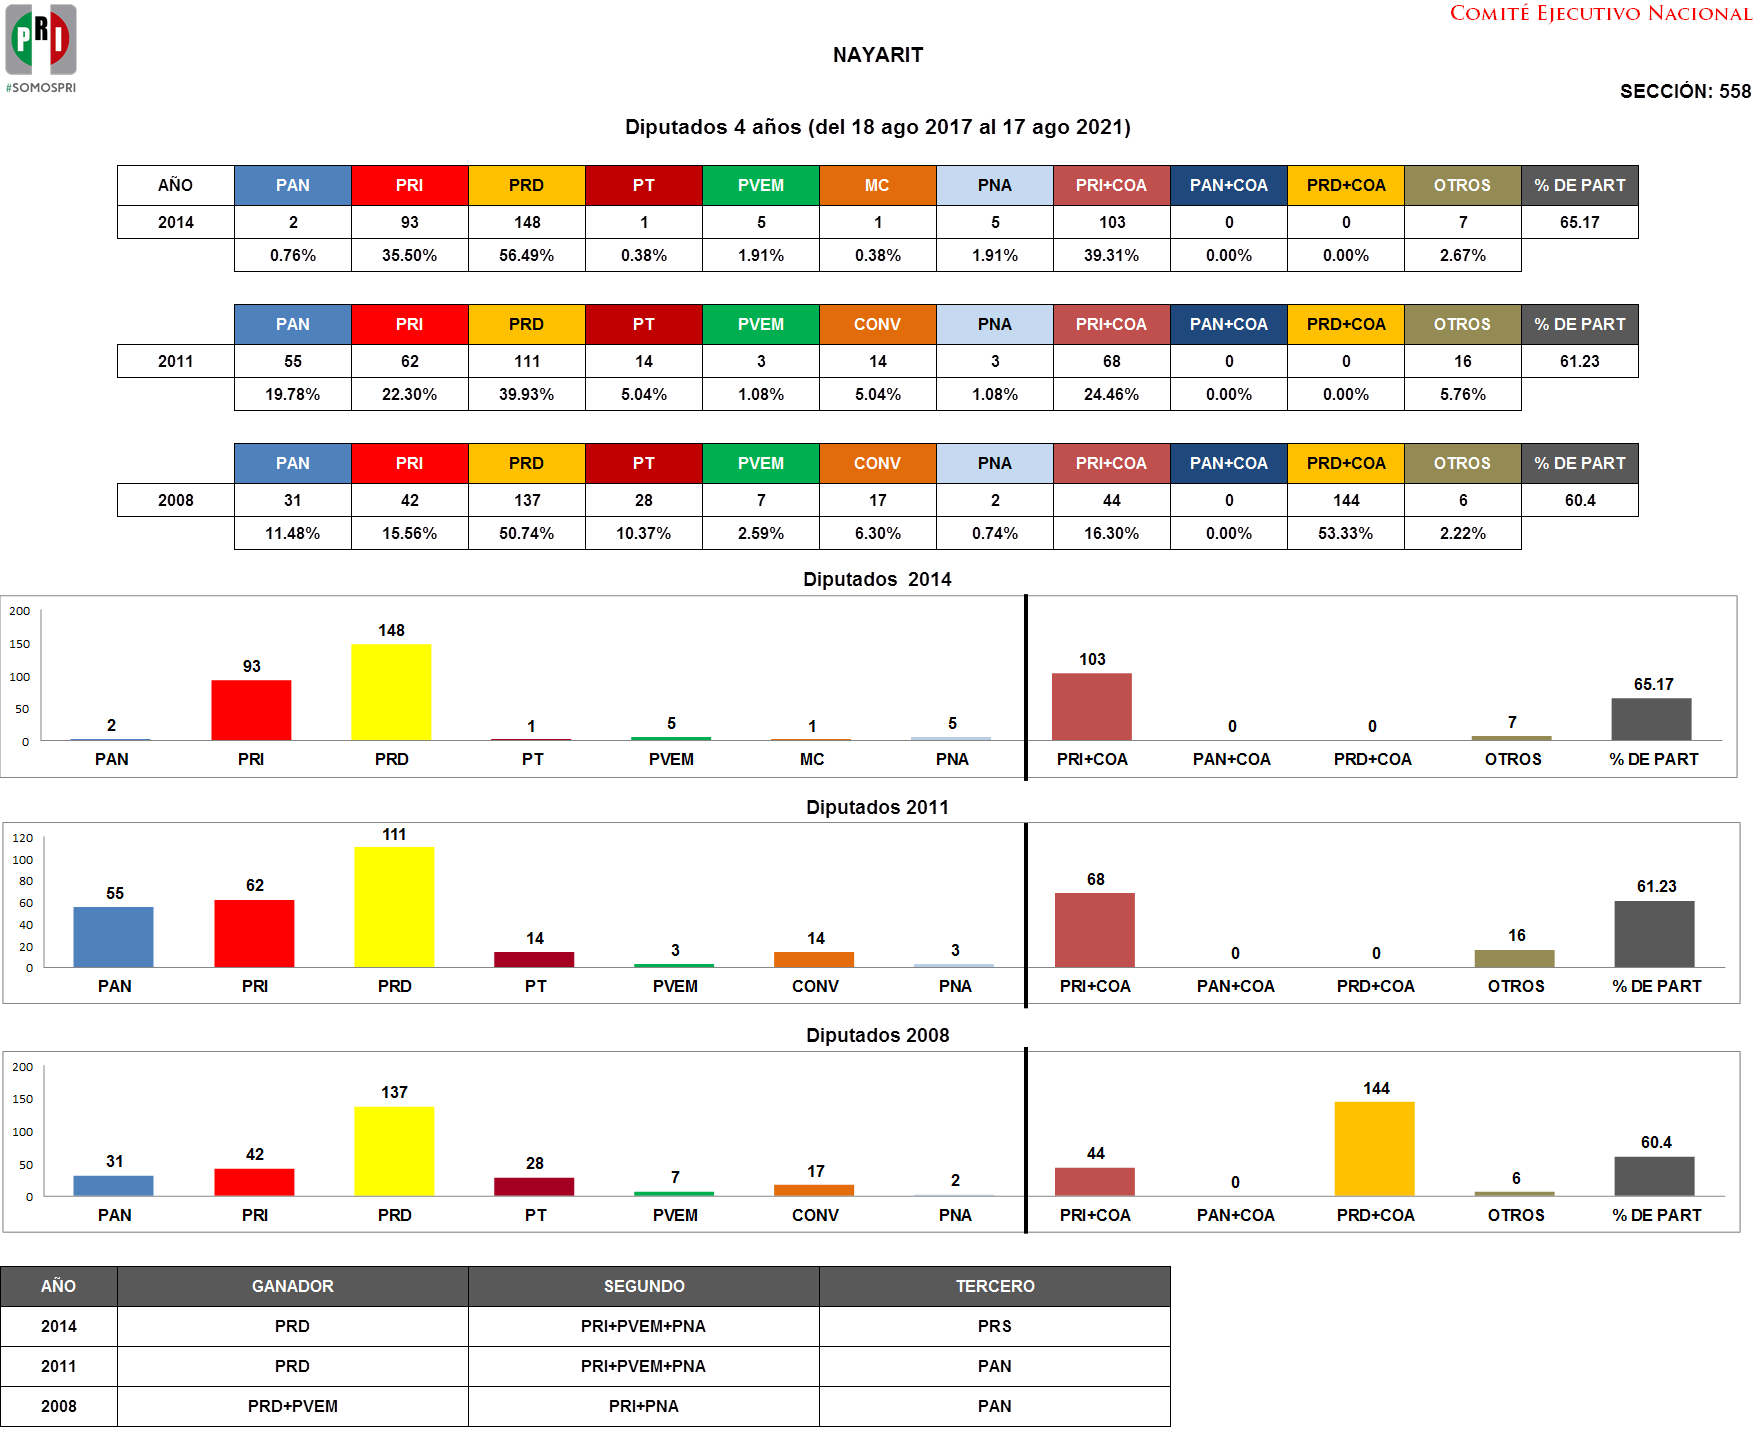 PRI
#SOMOSPRI
COMITÉ EJECUTIVO NACIONAL
NAYARIT
SECCIÓN: 558
Diputados 4 años (del 18 ago 2017 al 17 ago 2021)
AÑO PAN PRI PRD PT PVEM MC PNA PRI+COA PAN+COA PRD+COA OTROS % DE PART
2014 2 93 148 1 5 1 5 103 0 0 7 65.17
0.76% 35.50% 56.49% 0.38% 1.91% 0.38% 1.91% 39.31% 0.00% 0.00% 2.67%
PAN PRI PRD PT PVEM CONV PNA PRI+COA PAN+COA PRD+COA OTROS % DE PART
2011 55 62 111 14 3 14 3 68 0 0 16 61.23
19.78% 22.30% 39.93% 5.04% 1.08% 5.04% 1.08% 24.46% 0.00% 0.00% 5.76%
PAN PRI PRD PT PVEM CONV PNA PRI+COA PAN+COA PRD+COA OTROS % DE PART
2008 31 42 137 28 7 17 2 44 0 144 6 60.4
11.48% 15.56% 50.74% 10.37% 2.59% 6.30% 0.74% 16.30% 0.00% 53.33% 2.22%
Diputados 2014
200
150
100
50
0
2 93 148 1 5 1 5 103 0 0 7 65.17
PAN PRI PRD PT PVEM MC PNA PRI+COA PAN+COA PRD+COA OTROS % DE PART
Diputados 2011
120
100
80
60
40
20
0
55 62 111 14 3 14 3 68 0 0 16 61.23
PAN PRI PRD PT PVEM CONV PNA PRI+COA PAN+COA PRD+COA OTROS % DE PART
Diputados 2008
200
150
100
50
0
31 42 137 28 7 17 2 44 0 144 6 60.4
PAN PRI PRD PT PVEM CONV PNA PRI+COA PAN+COA PRD+COA OTROS % DE PART
AÑO GANADOR SEGUNDO TERCERO
2014 PRD PRI+PVEM+PNA PRS
2011 PRD PRI+PVEM+PNA PAN
2008 PRD+PVEM PRI+PNA PAN